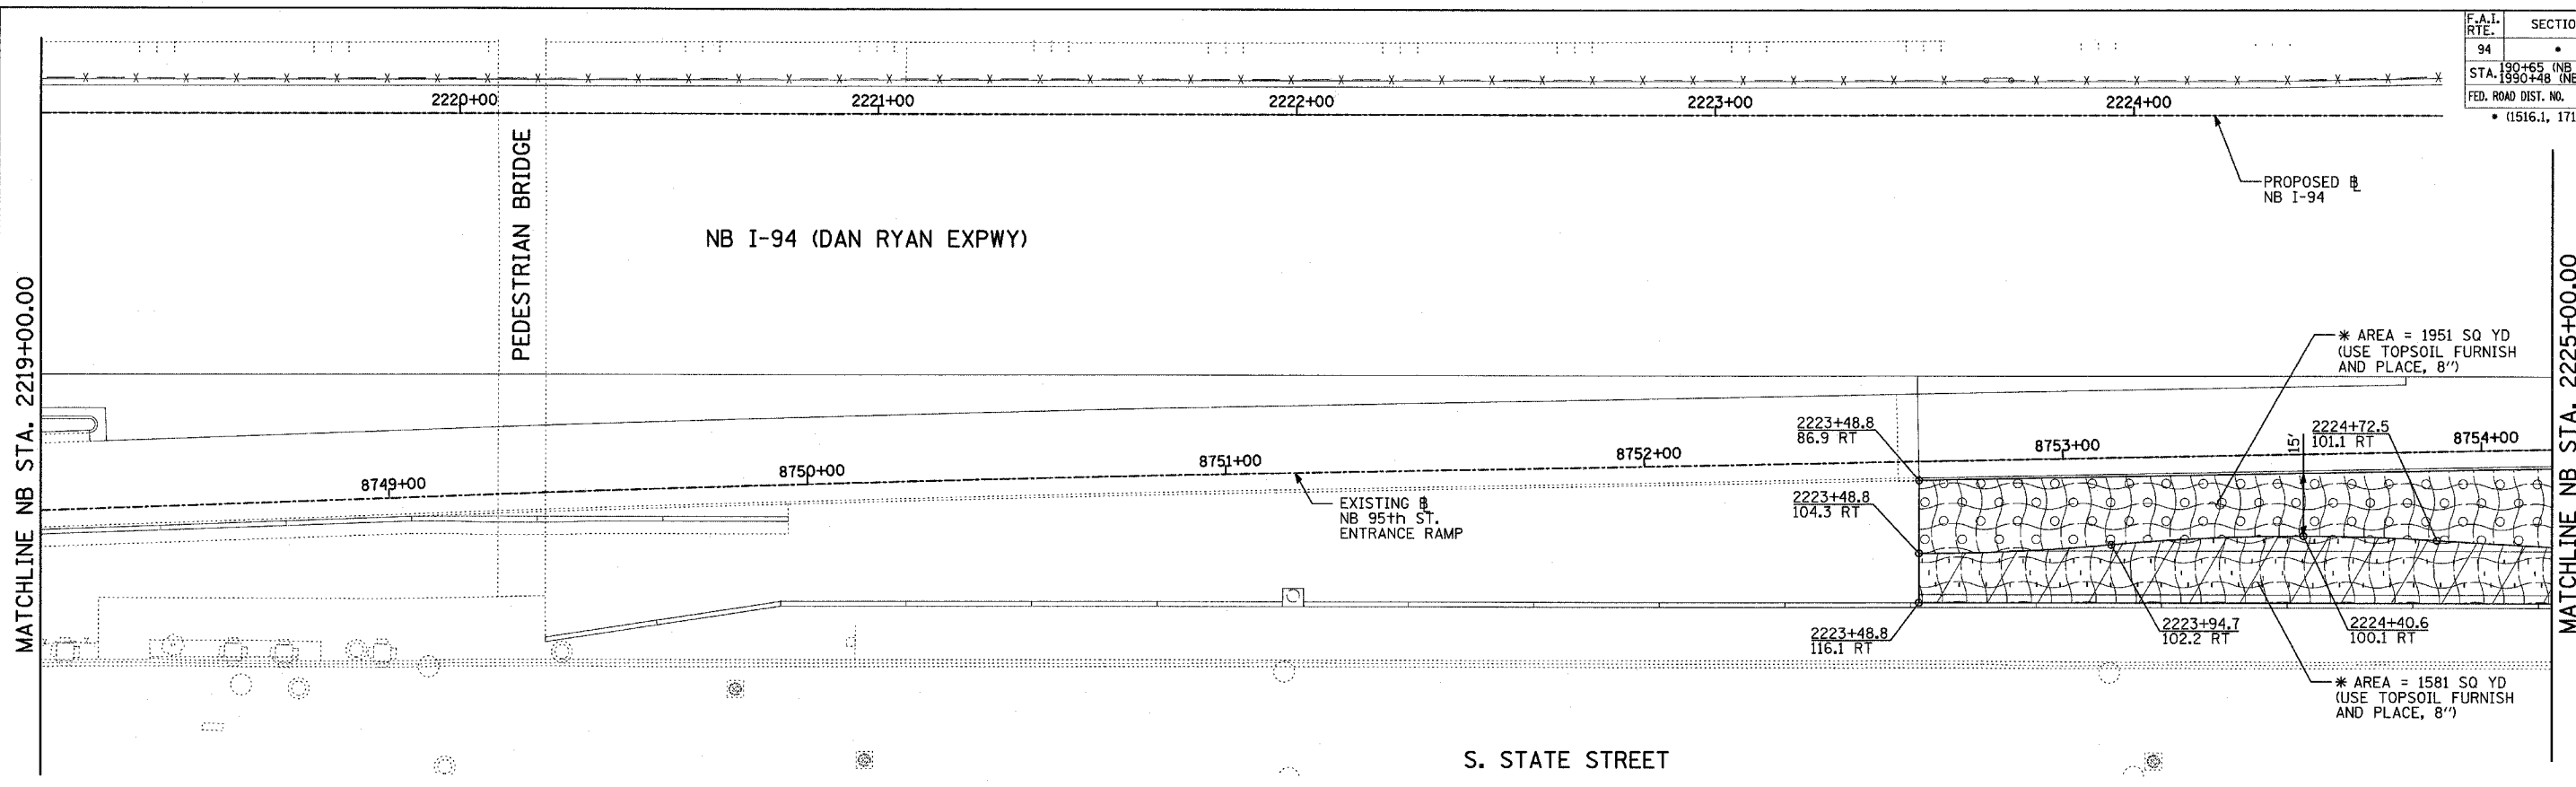 F.A.I.
RTE.
SECTIO
94
•
STA. 190+65 (NB
1990+48 (NB
FED. ROAD DIST. NO.
• (1516.1, 171
2220+00
2221+00
2222+00
2223+00
2224+00
PROPOSED ℄
NB I-94
PEDESTRIAN BRIDGE
NB I-94 (DAN RYAN EXPWY)
MATCHLINE NB STA. 2219+00.00
MATCHLINE NB STA. 2225+00.00
* AREA = 1951 SQ YD
(USE TOPSOIL FURNISH
AND PLACE, 8'')
2223+48.8
86.9 RT
15'
2224+72.5
101.1 RT
8749+00
8750+00
8751+00
8752+00
8753+00
8754+00
EXISTING ℄
NB 95th ST.
ENTRANCE RAMP
2223+48.8
104.3 RT
2223+48.8
116.1 RT
2223+94.7
102.2 RT
2224+40.6
100.1 RT
* AREA = 1581 SQ YD
(USE TOPSOIL FURNISH
AND PLACE, 8'')
S. STATE STREET